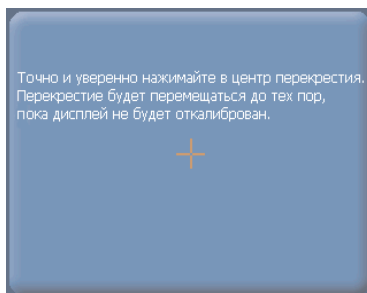 Точно и уверенно нажимайте в центр перекрестия.
Перекрестие будет перемещаться до тех пор,
пока дисплей не будет откалиброван.